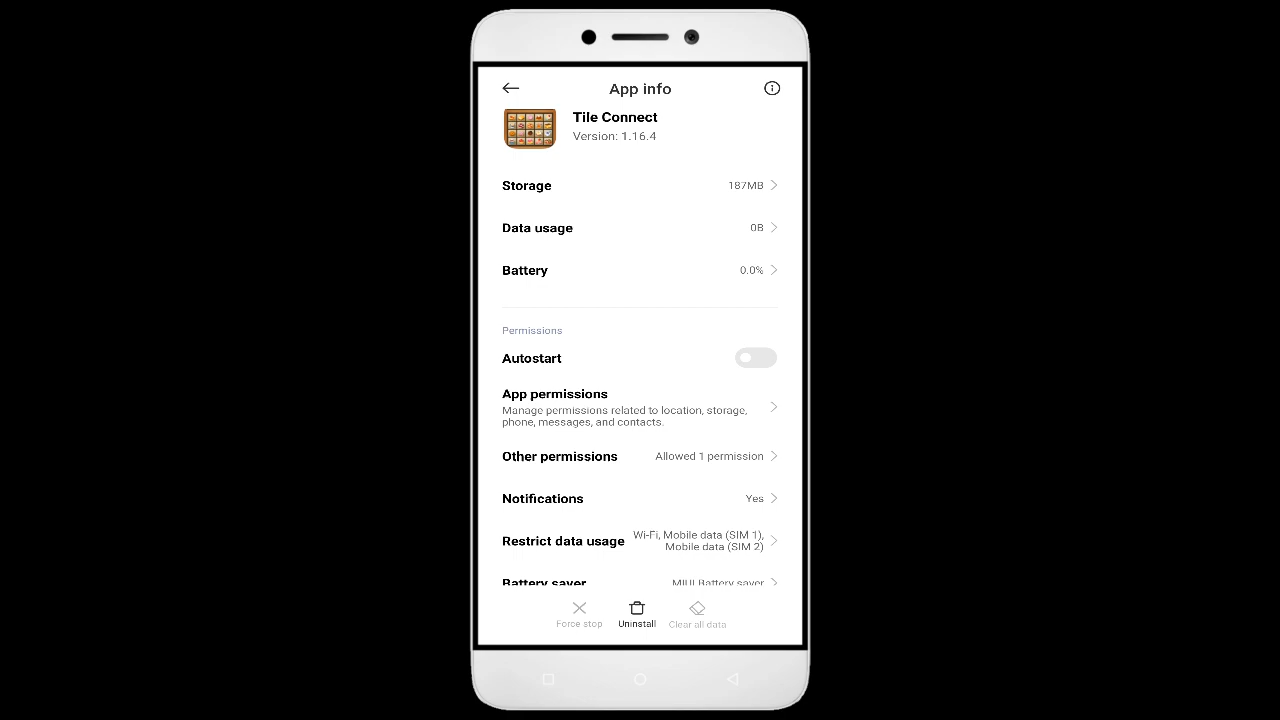 App info
Tile Connect
Version: 1.16.4
Storage 187MB
Data usage 0B
Battery 0.0%
Permissions
Autostart
App permissions
Manage permissions related to location, storage,
phone, messages, and contacts.
Other permissions Allowed 1 permission
Notifications Yes
Restrict data usage Wi-Fi, Mobile data (SIM 1),
Mobile data (SIM 2)
Battery saver MIUI Battery saver
Force stop Uninstall Clear all data